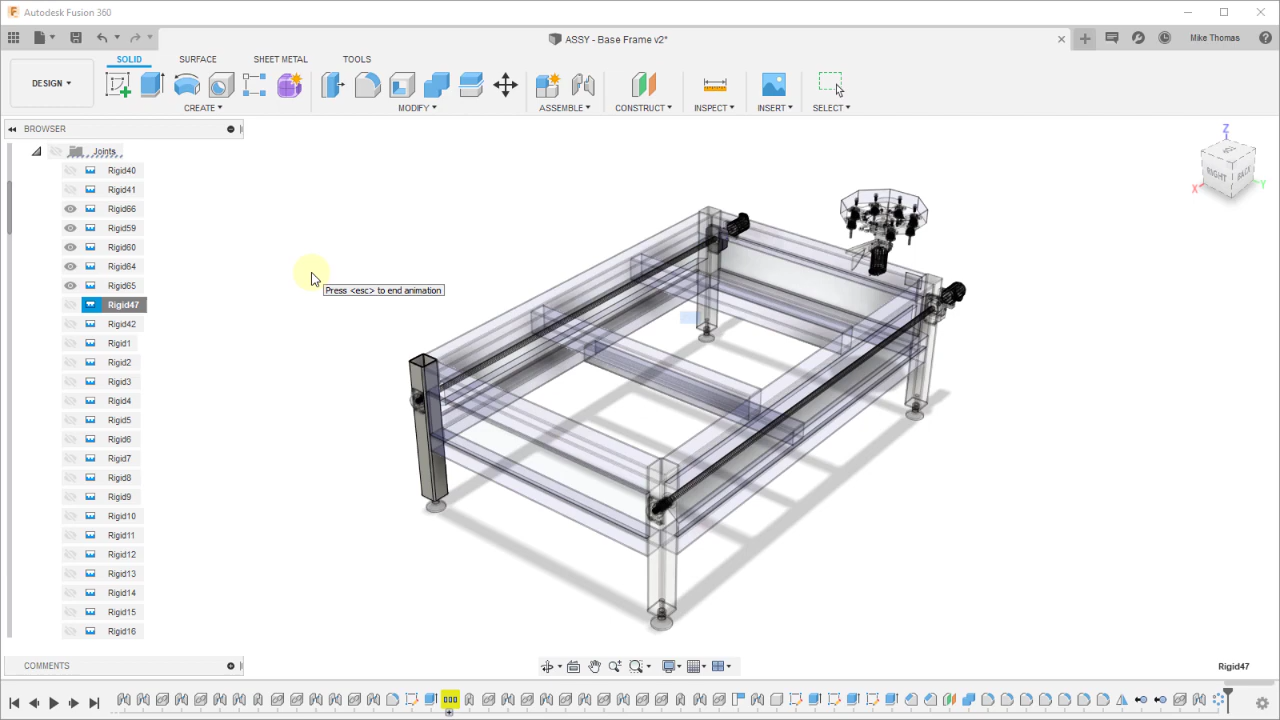 Autodesk Fusion 360
ASSY - Base Frame v2*
Mike Thomas
DESIGN
SOLID SURFACE SHEET METAL TOOLS
CREATE MODIFY ASSEMBLE CONSTRUCT INSPECT INSERT SELECT
BROWSER
Joints
Rigid40
Rigid41
Rigid66
Rigid59
Rigid60
Rigid64
Rigid65
Rigid47
Rigid42
Rigid1
Rigid2
Rigid3
Rigid4
Rigid5
Rigid6
Rigid7
Rigid8
Rigid9
Rigid10
Rigid11
Rigid12
Rigid13
Rigid14
Rigid15
Rigid16
Press <esc> to end animation
Z
RIGHT BACK
X Y
COMMENTS
Rigid47